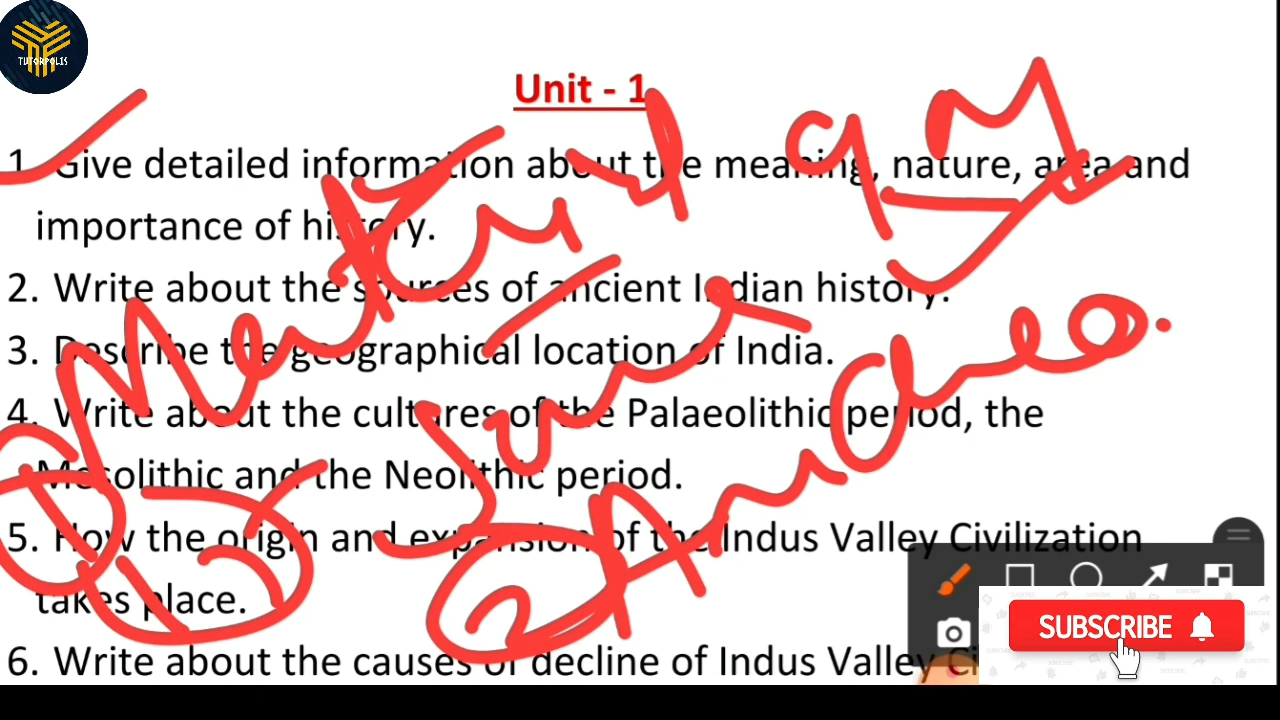 TUTORPOLIS
Unit - 1
1. Give detailed information about the meaning, nature, area and
importance of history.
2. Write about the sources of ancient Indian history.
3. Describe the geographical location of India.
4. Write about the cultures of the Palaeolithic period, the
Mesolithic and the Neolithic period.
5. How the origin and expansion of the Indus Valley Civilization
takes place.
6. Write about the causes of decline of Indus Valley
SUBSCRIBE